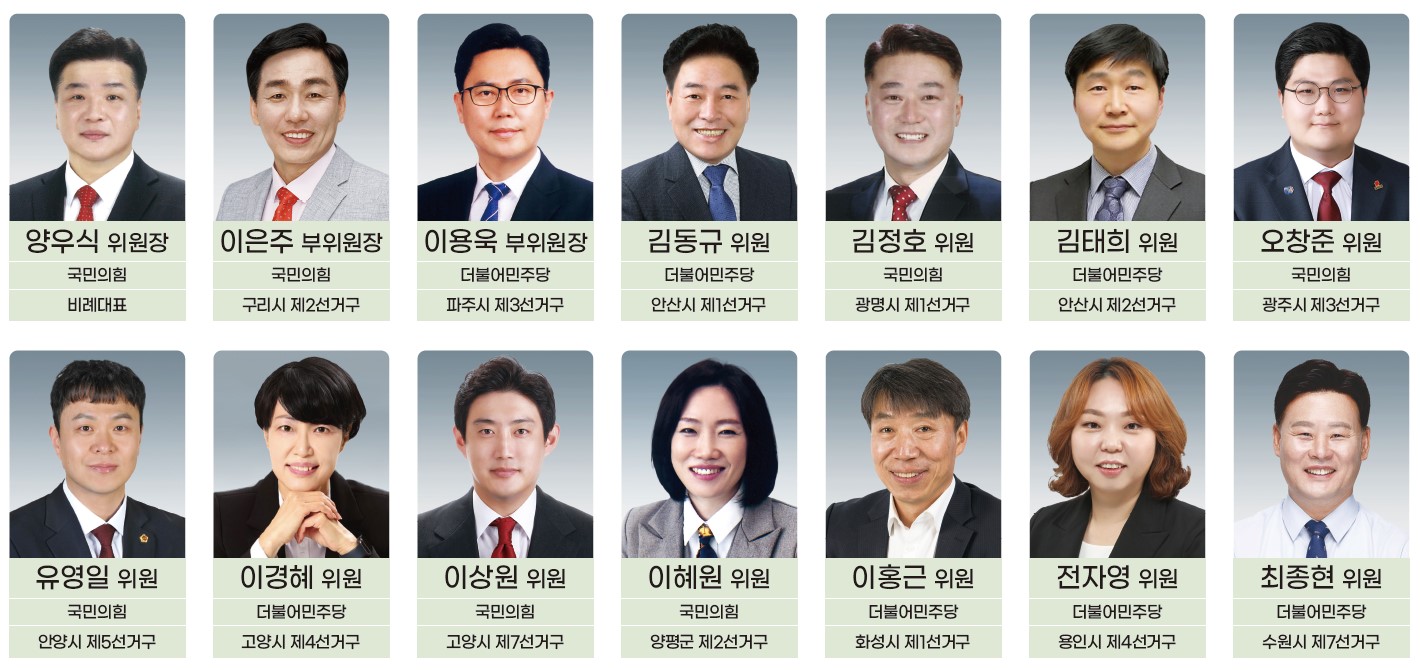 양우식 위원장
국민의힘
비례대표
이은주 부위원장
국민의힘
구리시 제2선거구
이용욱 부위원장
더불어민주당
파주시 제3선거구
김동규 위원
더불어민주당
안산시 제1선거구
김정호 위원
국민의힘
광명시 제1선거구
김태희 위원
더불어민주당
안산시 제2선거구
오창준 위원
국민의힘
광주시 제3선거구
유영일 위원
국민의힘
안양시 제5선거구
이경혜 위원
더불어민주당
고양시 제4선거구
이상원 위원
국민의힘
고양시 제7선거구
이혜원 위원
국민의힘
양평군 제2선거구
이홍근 위원
더불어민주당
화성시 제1선거구
전자영 위원
더불어민주당
용인시 제4선거구
최종현 위원
더불어민주당
수원시 제7선거구